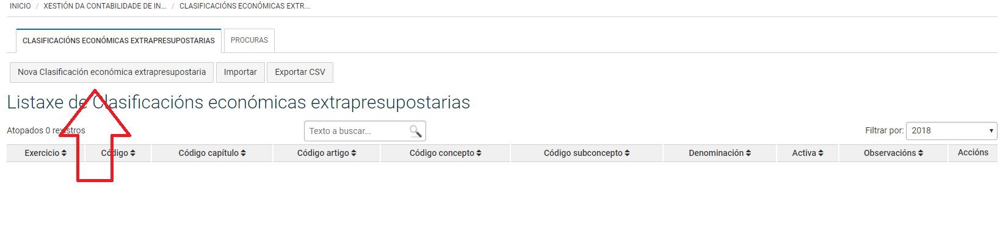 INICIO / XESTIÓN DA CONTABILIDADE DE IN... / CLASIFICACIÓNS ECONÓMICAS EXTR...
CLASIFICACIÓNS ECONÓMICAS EXTRAPRESUPOSTARIAS PROCURAS
Nova Clasificación económica extrapresupostaria Importar Exportar CSV
Listaxe de Clasificacións económicas extrapresupostarias
Atopados 0 rexistros Texto a buscar... Filtrar por: 2018
Exercicio Código Código capítulo Código artigo Código concepto Código subconcepto Denominación Activa Observacións Accións